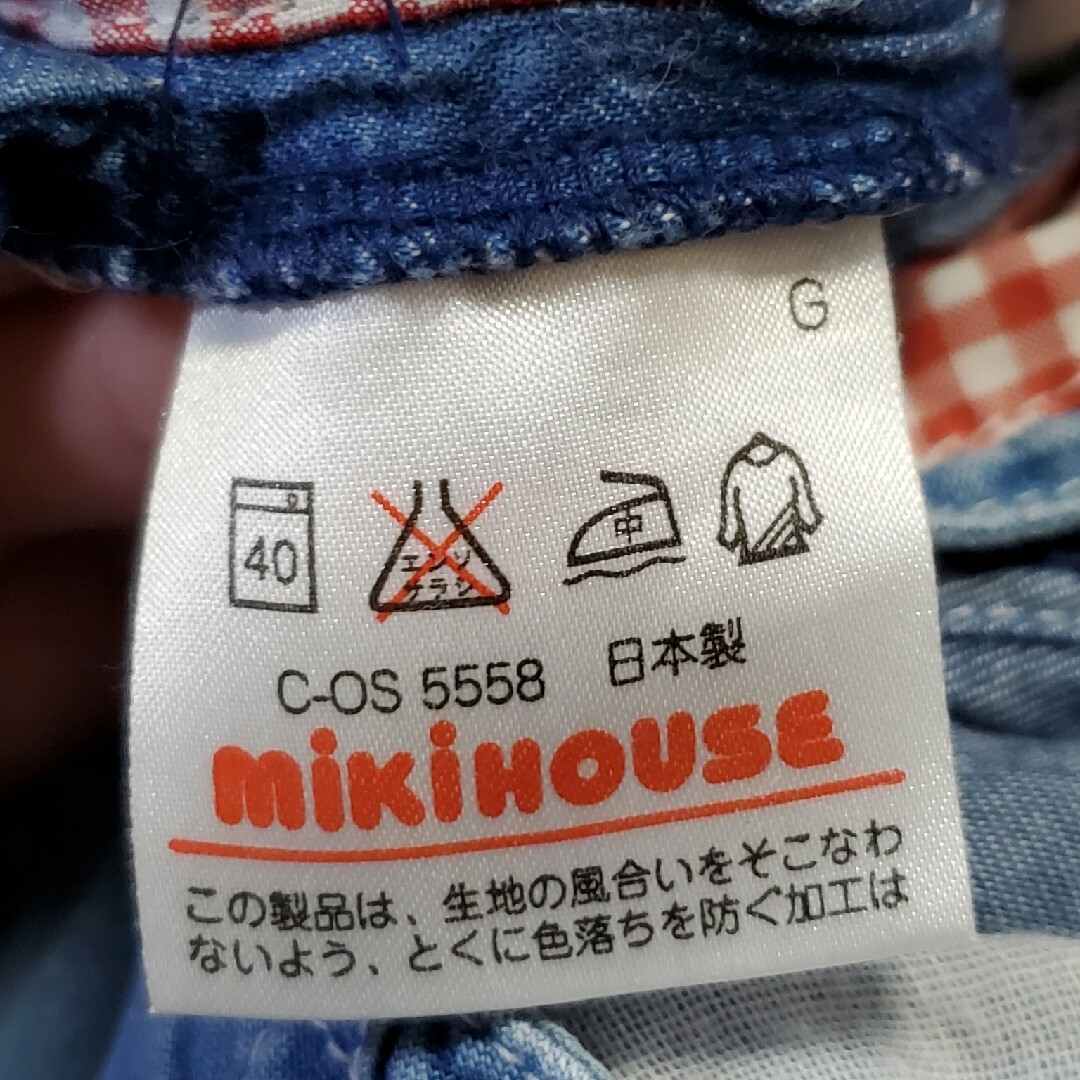 G
40
エンソ
サラシ
中
C-OS 5558 日本製
mikiHOUSE
この製品は、生地の風合いをそこなわ
ないよう、とくに色落ちを防ぐ加工は